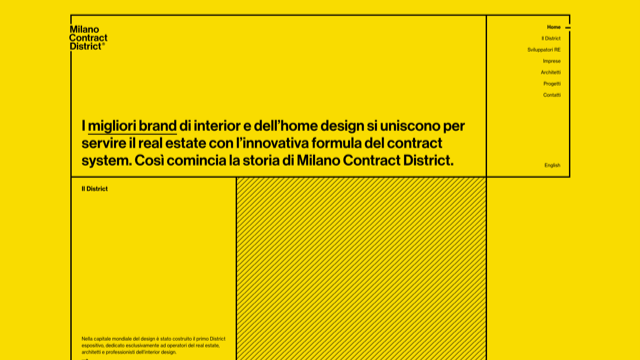 Milano
Contract
District°
Home
Il District
Sviluppatori RE
Imprese
Architetti
Progetti
Contatti
I migliori brand di interior e dell'home design si uniscono per
servire il real estate con l'innovativa formula del contract
system. Così comincia la storia di Milano Contract District.
English
Il District
Nella capitale mondiale del design è stato costruito il primo District
espositivo, dedicato esclusivamente ad operatori del real estate,
architetti e professionisti dell'interior design.